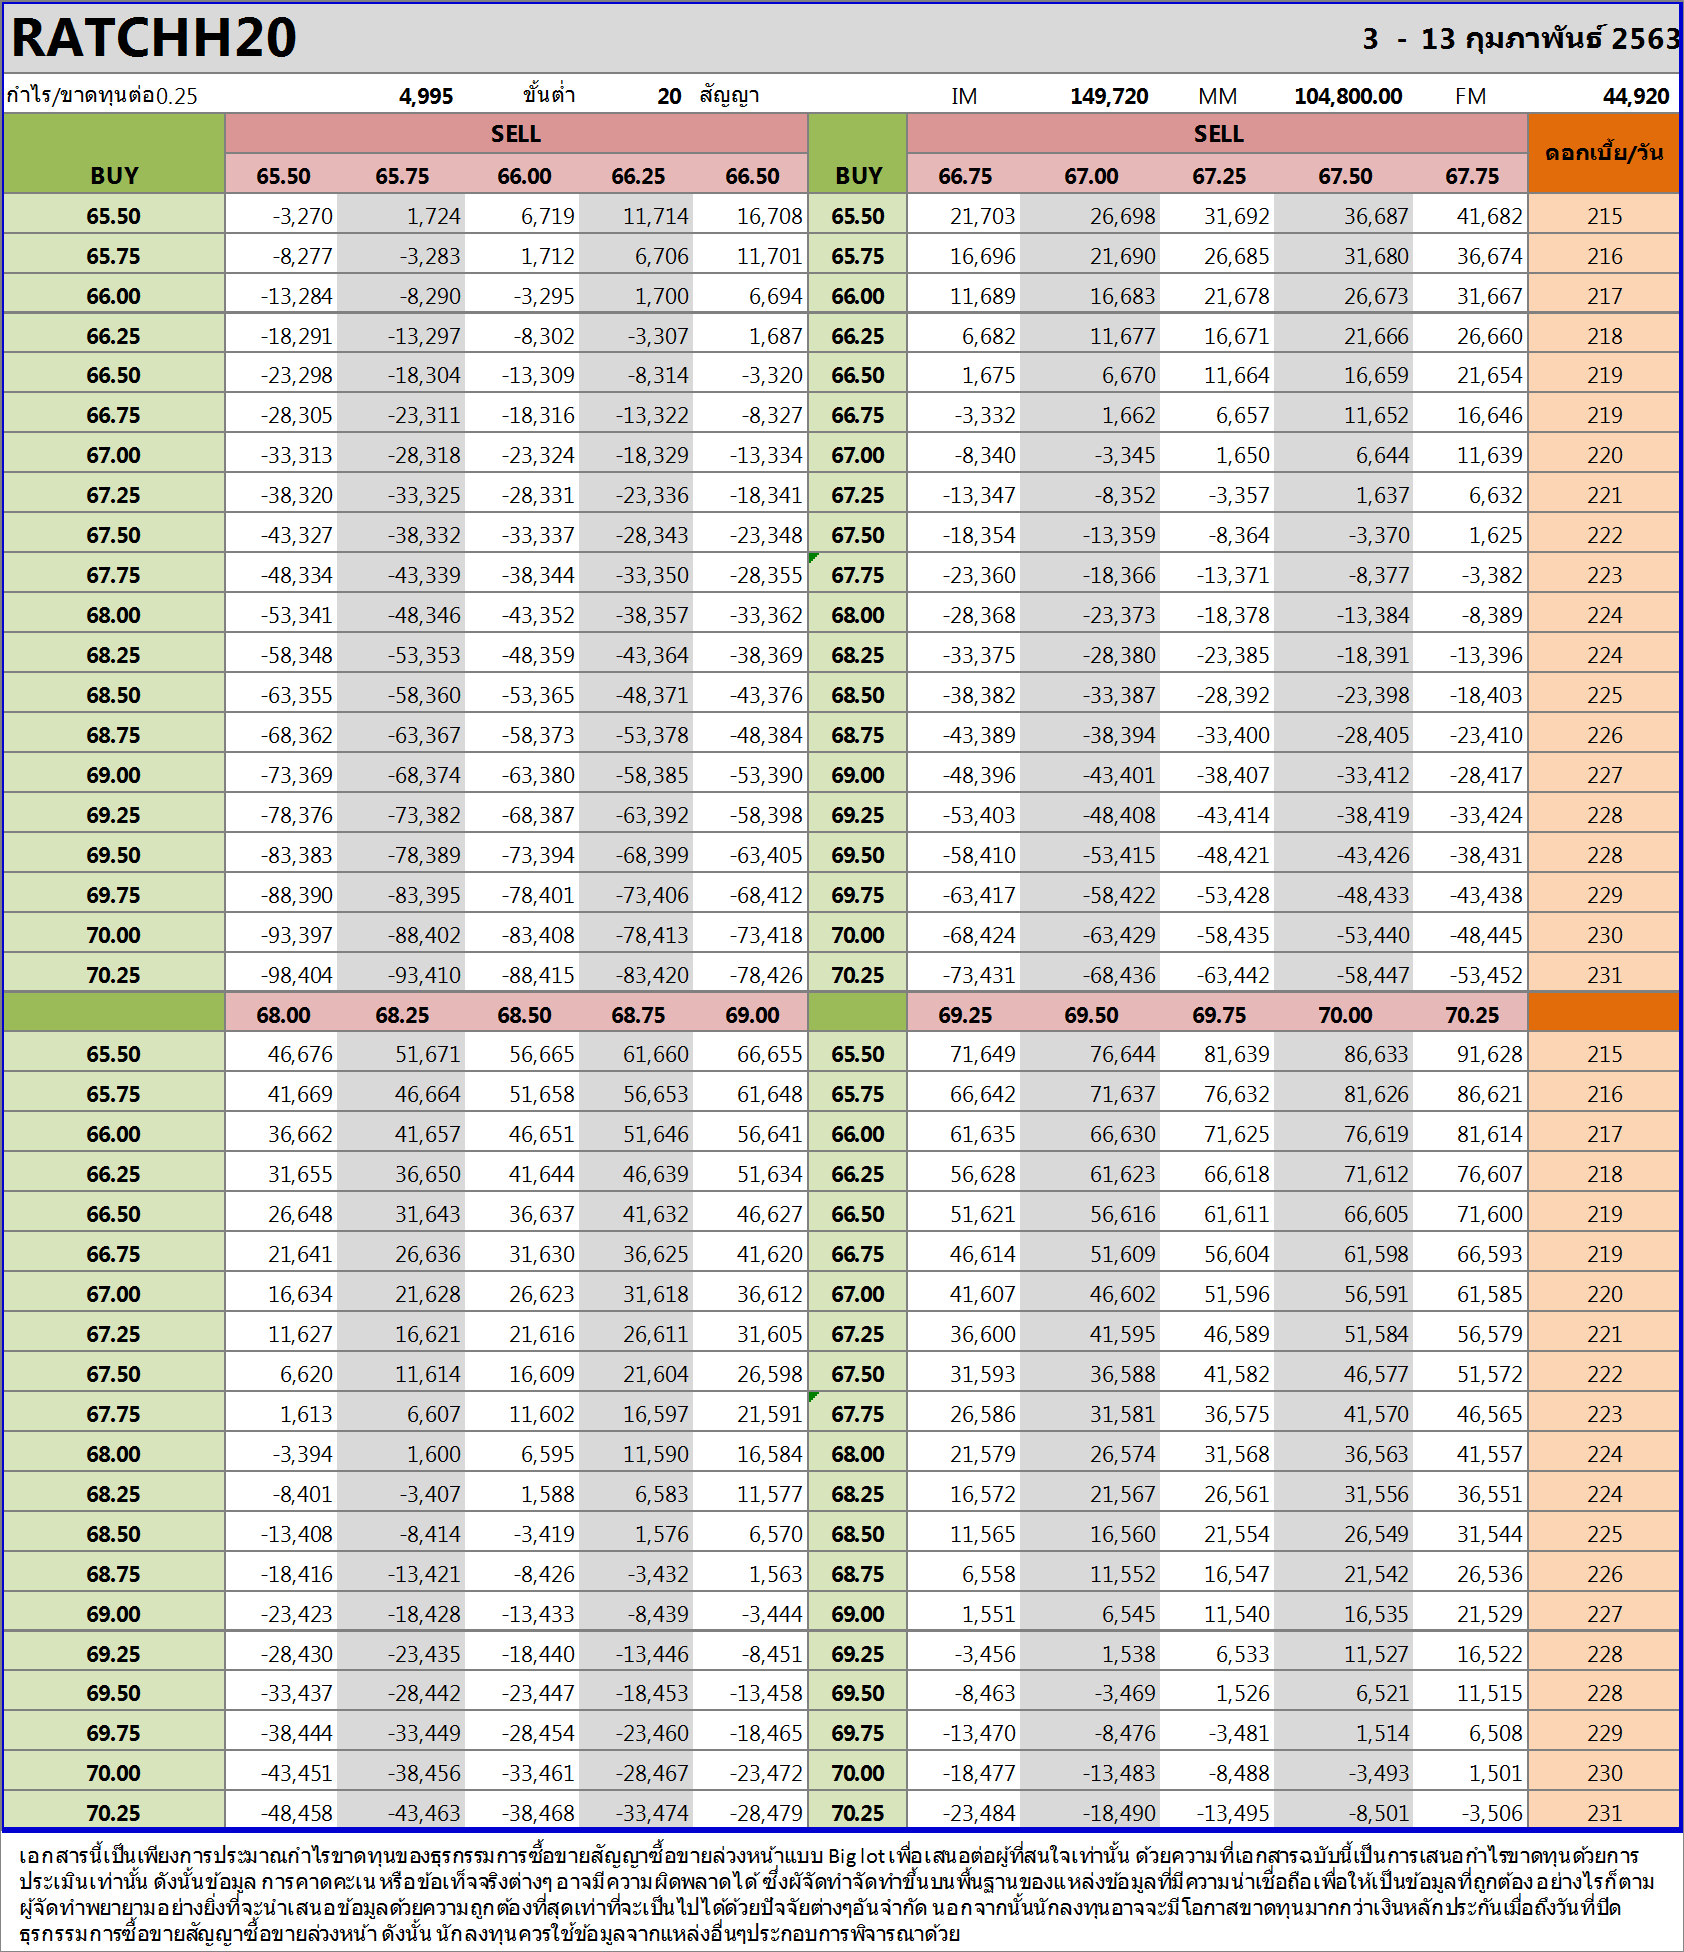 RATCHH20 3 - 13 กุมภาพันธ์ 2563
กำไร/ขาดทุนต่อ0.25 4,995 ขั้นต่ำ 20 สัญญา IM 149,720 MM 104,800.00 FM 44,920
SELL SELL ดอกเบี้ย/วัน
BUY 65.50 65.75 66.00 66.25 66.50 BUY 66.75 67.00 67.25 67.50 67.75
65.50 -3,270 1,724 6,719 11,714 16,708 65.50 21,703 26,698 31,692 36,687 41,682 215
65.75 -8,277 -3,283 1,712 6,706 11,701 65.75 16,696 21,690 26,685 31,680 36,674 216
66.00 -13,284 -8,290 -3,295 1,700 6,694 66.00 11,689 16,683 21,678 26,673 31,667 217
66.25 -18,291 -13,297 -8,302 -3,307 1,687 66.25 6,682 11,677 16,671 21,666 26,660 218
66.50 -23,298 -18,304 -13,309 -8,314 -3,320 66.50 1,675 6,670 11,664 16,659 21,654 219
66.75 -28,305 -23,311 -18,316 -13,322 -8,327 66.75 -3,332 1,662 6,657 11,652 16,646 219
67.00 -33,313 -28,318 -23,324 -18,329 -13,334 67.00 -8,340 -3,345 1,650 6,644 11,639 220
67.25 -38,320 -33,325 -28,331 -23,336 -18,341 67.25 -13,347 -8,352 -3,357 1,637 6,632 221
67.50 -43,327 -38,332 -33,337 -28,343 -23,348 67.50 -18,354 -13,359 -8,364 -3,370 1,625 222
67.75 -48,334 -43,339 -38,344 -33,350 -28,355 67.75 -23,360 -18,366 -13,371 -8,377 -3,382 223
68.00 -53,341 -48,346 -43,352 -38,357 -33,362 68.00 -28,368 -23,373 -18,378 -13,384 -8,389 224
68.25 -58,348 -53,353 -48,359 -43,364 -38,369 68.25 -33,375 -28,380 -23,385 -18,391 -13,396 224
68.50 -63,355 -58,360 -53,365 -48,371 -43,376 68.50 -38,382 -33,387 -28,392 -23,398 -18,403 225
68.75 -68,362 -63,367 -58,373 -53,378 -48,384 68.75 -43,389 -38,394 -33,400 -28,405 -23,410 226
69.00 -73,369 -68,374 -63,380 -58,385 -53,390 69.00 -48,396 -43,401 -38,407 -33,412 -28,417 227
69.25 -78,376 -73,382 -68,387 -63,392 -58,398 69.25 -53,403 -48,408 -43,414 -38,419 -33,424 228
69.50 -83,383 -78,389 -73,394 -68,399 -63,405 69.50 -58,410 -53,415 -48,421 -43,426 -38,431 228
69.75 -88,390 -83,395 -78,401 -73,406 -68,412 69.75 -63,417 -58,422 -53,428 -48,433 -43,438 229
70.00 -93,397 -88,402 -83,408 -78,413 -73,418 70.00 -68,424 -63,429 -58,435 -53,440 -48,445 230
70.25 -98,404 -93,410 -88,415 -83,420 -78,426 70.25 -73,431 -68,436 -63,442 -58,447 -53,452 231
68.00 68.25 68.50 68.75 69.00 69.25 69.50 69.75 70.00 70.25
65.50 46,676 51,671 56,665 61,660 66,655 65.50 71,649 76,644 81,639 86,633 91,628 215
65.75 41,669 46,664 51,658 56,653 61,648 65.75 66,642 71,637 76,632 81,626 86,621 216
66.00 36,662 41,657 46,651 51,646 56,641 66.00 61,635 66,630 71,625 76,619 81,614 217
66.25 31,655 36,650 41,644 46,639 51,634 66.25 56,628 61,623 66,618 71,612 76,607 218
66.50 26,648 31,643 36,637 41,632 46,627 66.50 51,621 56,616 61,611 66,605 71,600 219
66.75 21,641 26,636 31,630 36,625 41,620 66.75 46,614 51,609 56,604 61,598 66,593 219
67.00 16,634 21,628 26,623 31,618 36,612 67.00 41,607 46,602 51,596 56,591 61,585 220
67.25 11,627 16,621 21,616 26,611 31,605 67.25 36,600 41,595 46,589 51,584 56,579 221
67.50 6,620 11,614 16,609 21,604 26,598 67.50 31,593 36,588 41,582 46,577 51,572 222
67.75 1,613 6,607 11,602 16,597 21,591 67.75 26,586 31,581 36,575 41,570 46,565 223
68.00 -3,394 1,600 6,595 11,590 16,584 68.00 21,579 26,574 31,568 36,563 41,557 224
68.25 -8,401 -3,407 1,588 6,583 11,577 68.25 16,572 21,567 26,561 31,556 36,551 224
68.50 -13,408 -8,414 -3,419 1,576 6,570 68.50 11,565 16,560 21,554 26,549 31,544 225
68.75 -18,416 -13,421 -8,426 -3,432 1,563 68.75 6,558 11,552 16,547 21,542 26,536 226
69.00 -23,423 -18,428 -13,433 -8,439 -3,444 69.00 1,551 6,545 11,540 16,535 21,529 227
69.25 -28,430 -23,435 -18,440 -13,446 -8,451 69.25 -3,456 1,538 6,533 11,527 16,522 228
69.50 -33,437 -28,442 -23,447 -18,453 -13,458 69.50 -8,463 -3,469 1,526 6,521 11,515 228
69.75 -38,444 -33,449 -28,454 -23,460 -18,465 69.75 -13,470 -8,476 -3,481 1,514 6,508 229
70.00 -43,451 -38,456 -33,461 -28,467 -23,472 70.00 -18,477 -13,483 -8,488 -3,493 1,501 230
70.25 -48,458 -43,463 -38,468 -33,474 -28,479 70.25 -23,484 -18,490 -13,495 -8,501 -3,506 231
เอกสารนี้เป็นเพียงการประมาณกำไรขาดทุนของธุรกรรมการซื้อขายสัญญาซื้อขายล่วงหน้าแบบ Big lot เพื่อเสนอต่อผู้ที่สนใจเท่านั้น ด้วยความที่เอกสารฉบับนี้เป็นการเสนอกำไรขาดทุนด้วยการ
ประเมินเท่านั้น ดังนั้นข้อมูล การคาดคะเน หรือข้อเท็จจริงต่างๆ อาจมีความผิดพลาดได้ ซึ่งผู้จัดทำจัดทำขึ้นบนพื้นฐานของแหล่งข้อมูลที่มีความน่าเชื่อถือเพื่อให้เป็นข้อมูลที่ถูกต้อง อย่างไรก็ตาม
ผู้จัดทำพยายามอย่างยิ่งที่จะนำเสนอข้อมูลด้วยความถูกต้องที่สุดเท่าที่จะเป็นไปได้ด้วยปัจจัยต่างๆอันจำกัด นอกจากนั้นนักลงทุนอาจจะมีโอกาสขาดทุนมากกว่าเงินหลักประกันเมื่อถึงวันที่ปิด
ธุรกรรมการซื้อขายสัญญาซื้อขายล่วงหน้า ดังนั้น นักลงทุนควรใช้ข้อมูลจากแหล่งอื่นๆประกอบการพิจารณาด้วย